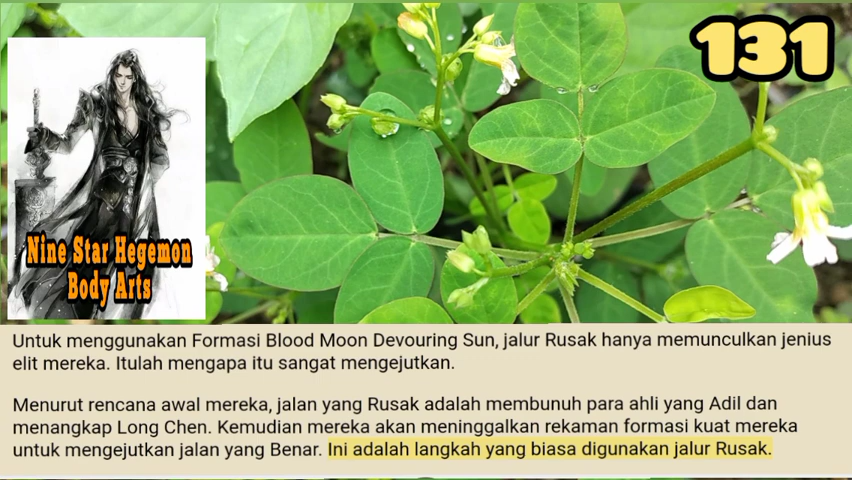 131
Nine Star Hegemon
Body Arts
Untuk menggunakan Formasi Blood Moon Devouring Sun, jalur Rusak hanya memunculkan jenius
elit mereka. Itulah mengapa itu sangat mengejutkan.
Menurut rencana awal mereka, jalan yang Rusak adalah membunuh para ahli yang Adil dan
menangkap Long Chen. Kemudian mereka akan meninggalkan rekaman formasi kuat mereka
untuk mengejutkan jalan yang Benar. Ini adalah langkah yang biasa digunakan jalur Rusak.